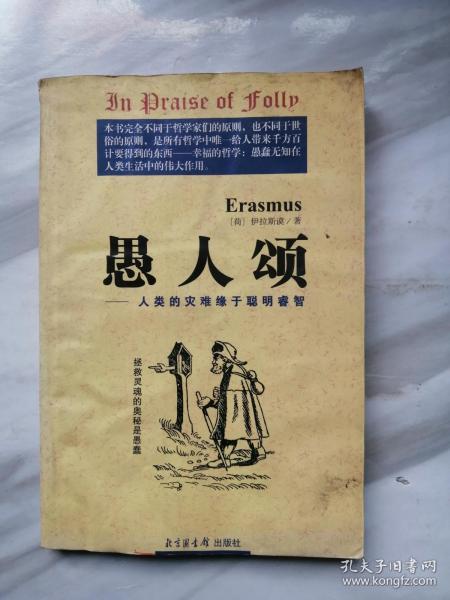 In Praise of Folly
本书完全不同于哲学家们的原则，也不同于世
俗的原则，是所有哲学中唯一给人带来千方百
计要得到的东西——幸福的哲学：愚蠢无知在
人类生活中的伟大作用。
Erasmus
［荷］伊拉斯谟／著
愚人颂
——人类的灾难缘于聪明睿智
拯救灵魂的奥秘是愚蠢
北京图书馆出版社
孔夫子旧书网
www.kongfz.com